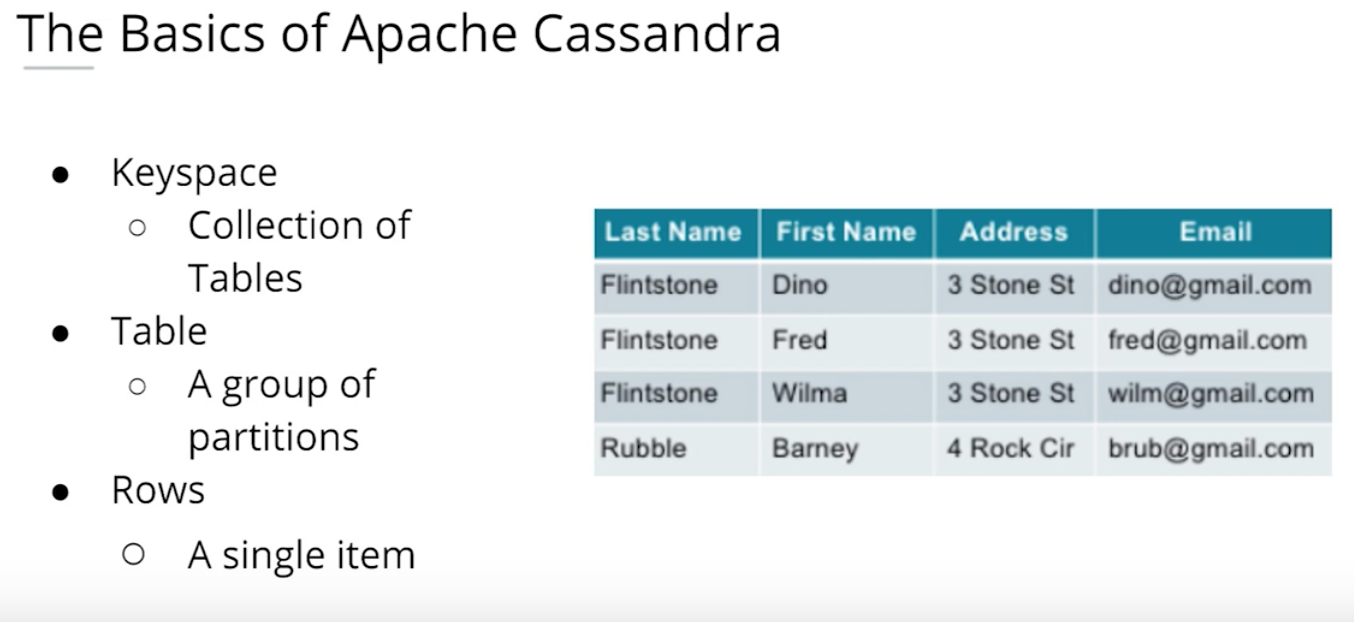 The Basics of Apache Cassandra
● Keyspace
○ Collection of
Tables
● Table
○ A group of
partitions
● Rows
○ A single item
Last Name First Name Address Email
Flintstone Dino 3 Stone St dino@gmail.com
Flintstone Fred 3 Stone St fred@gmail.com
Flintstone Wilma 3 Stone St wilm@gmail.com
Rubble Barney 4 Rock Cir brub@gmail.com